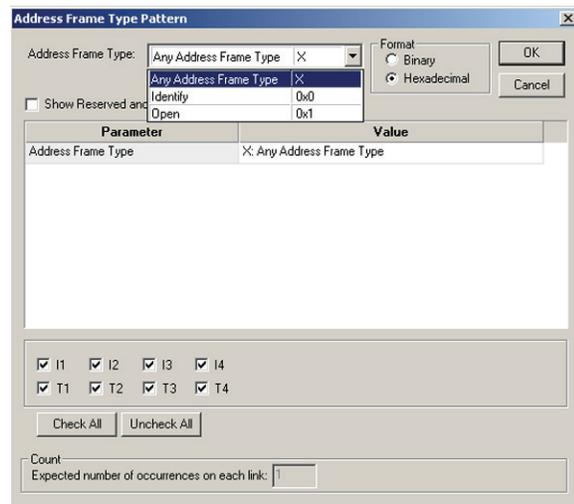 Address Frame Type Pattern
Address Frame Type: Any Address Frame Type X
Format
Binary
Hexadecimal
OK
Cancel
Any Address Frame Type X
Identify 0x0
Open 0x1
Show Reserved and
Parameter Value
Address Frame Type X: Any Address Frame Type
I1 I2 I3 I4
T1 T2 T3 T4
Check All Uncheck All
Count
Expected number of occurrences on each link: 1